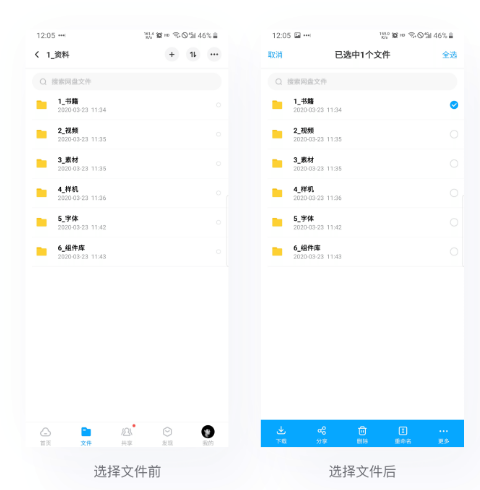 12:05
46%
1_资料
搜索网盘文件
1_书籍
2020-03-23 11:34
2_视频
2020-03-23 11:35
3_素材
2020-03-23 11:35
4_样机
2020-03-23 11:36
5_字体
2020-03-23 11:42
6_组件库
2020-03-23 11:43
首页
文件
共享
发现
我的
选择文件前
12:05
46%
取消
已选中1个文件
全选
搜索网盘文件
1_书籍
2020-03-23 11:34
2_视频
2020-03-23 11:35
3_素材
2020-03-23 11:35
4_样机
2020-03-23 11:36
5_字体
2020-03-23 11:42
6_组件库
2020-03-23 11:43
下载
分享
删除
重命名
更多
选择文件后